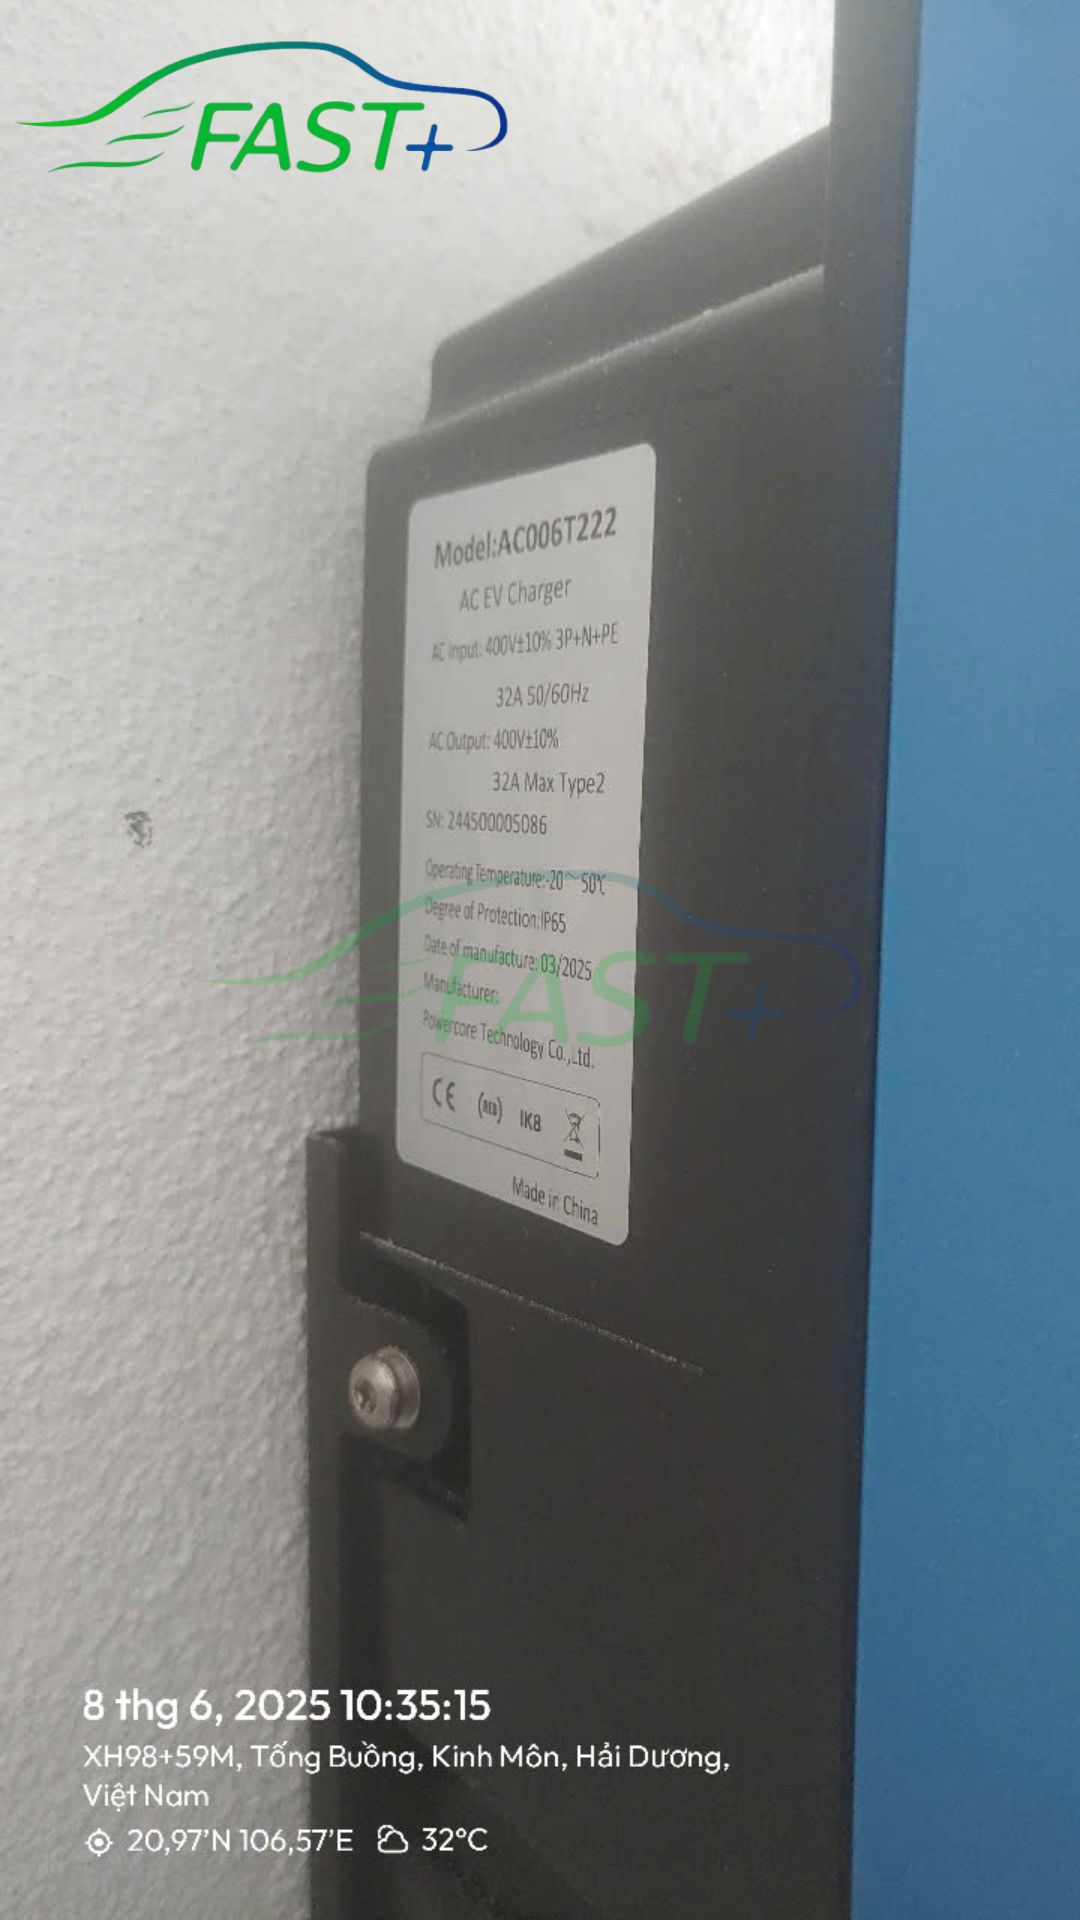 FAST+
Model:AC006T222
AC EV Charger
AC Input: 400V±10% 3P+N+PE
32A 50/60Hz
AC Output: 400V±10%
32A Max Type2
SN: 244500005086
Operating Temperature:-20～50℃
Degree of Protection:IP65
Date of manufacture: 03/2025
Manufacturer:
Powercore Technology Co.,Ltd.
FAST+
CE (RED) IK8
Made in China
8 thg 6, 2025 10:35:15
XH98+59M, Tống Buồng, Kinh Môn, Hải Dương,
Việt Nam
20,97'N 106,57'E 32°C